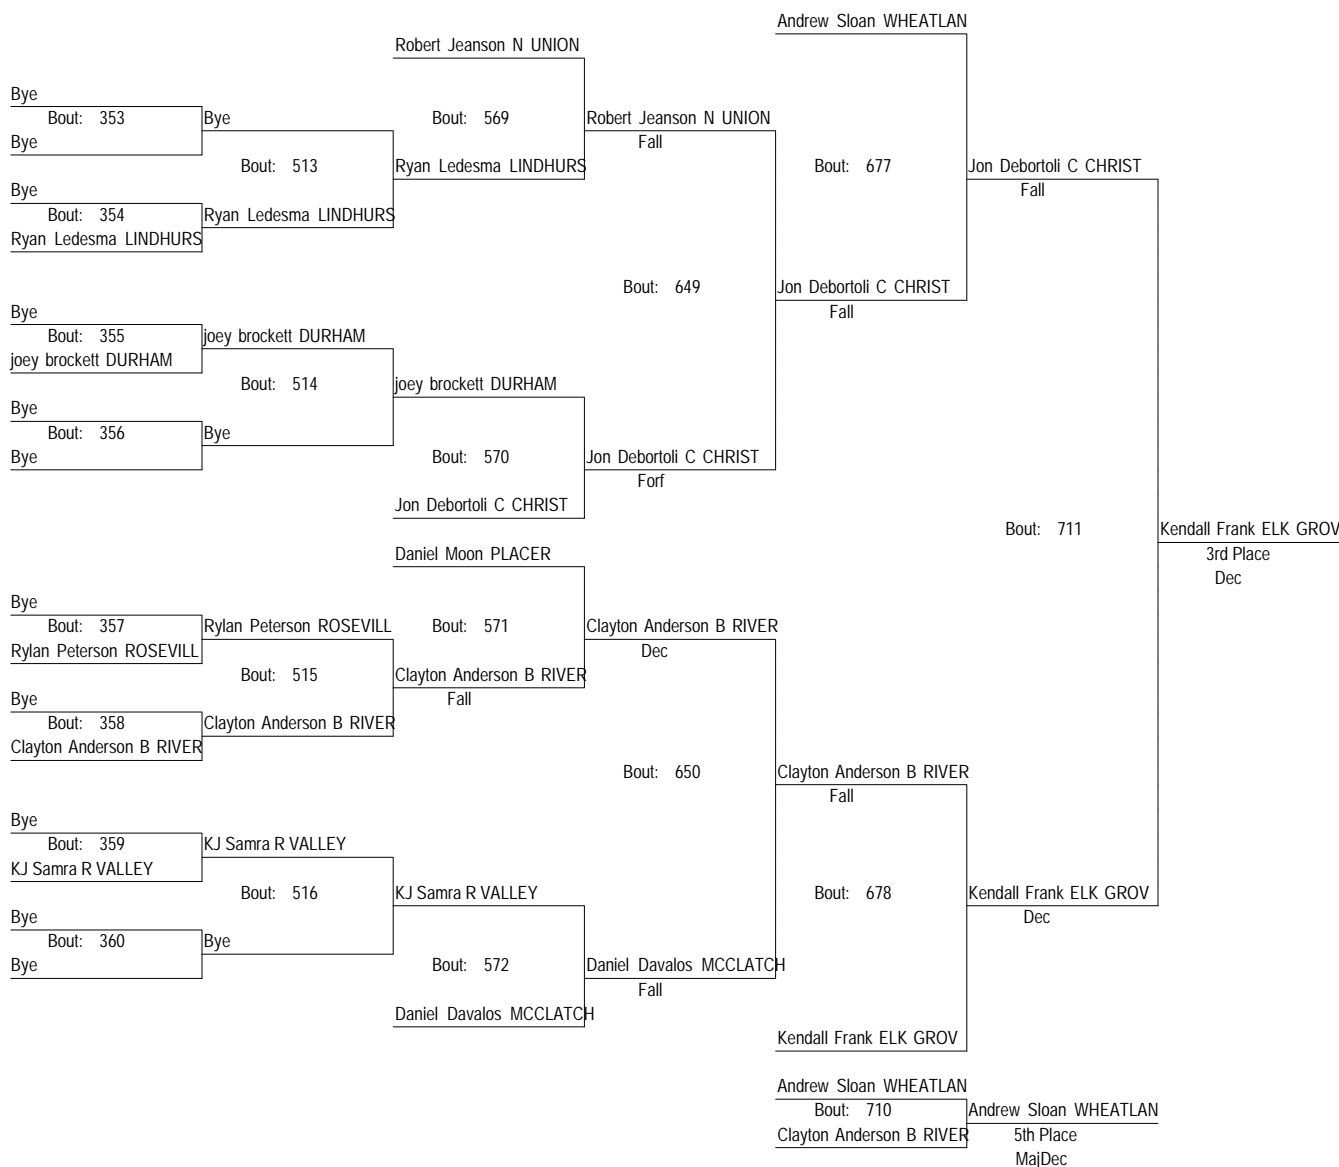 Andrew Sloan WHEATLAN
Robert Jeanson N UNION
Bye
Bout: 353
Bye
Bout: 569
Robert Jeanson N UNION
Bye
Fall
Bout: 513
Ryan Ledesma LINDHURS
Bout: 677
Jon Debortoli C CHRIST
Bye
Fall
Bout: 354
Ryan Ledesma LINDHURS
Ryan Ledesma LINDHURS
Bout: 649
Jon Debortoli C CHRIST
Bye
Fall
Bout: 355
joey brockett DURHAM
joey brockett DURHAM
Bout: 514
joey brockett DURHAM
Bye
Bout: 356
Bye
Bye
Bout: 570
Jon Debortoli C CHRIST
Forf
Jon Debortoli C CHRIST
Bout: 711
Kendall Frank ELK GROV
3rd Place
Dec
Daniel Moon PLACER
Bye
Bout: 357
Rylan Peterson ROSEVILL
Bout: 571
Clayton Anderson B RIVER
Rylan Peterson ROSEVILL
Dec
Bout: 515
Clayton Anderson B RIVER
Bye
Fall
Bout: 358
Clayton Anderson B RIVER
Clayton Anderson B RIVER
Bout: 650
Clayton Anderson B RIVER
Fall
Bye
Bout: 359
KJ Samra R VALLEY
KJ Samra R VALLEY
Bout: 516
KJ Samra R VALLEY
Bout: 678
Kendall Frank ELK GROV
Dec
Bye
Bout: 360
Bye
Bye
Bout: 572
Daniel Davalos MCCLATCH
Fall
Daniel Davalos MCCLATCH
Kendall Frank ELK GROV
Andrew Sloan WHEATLAN
Bout: 710
Andrew Sloan WHEATLAN
Clayton Anderson B RIVER
5th Place
MajDec